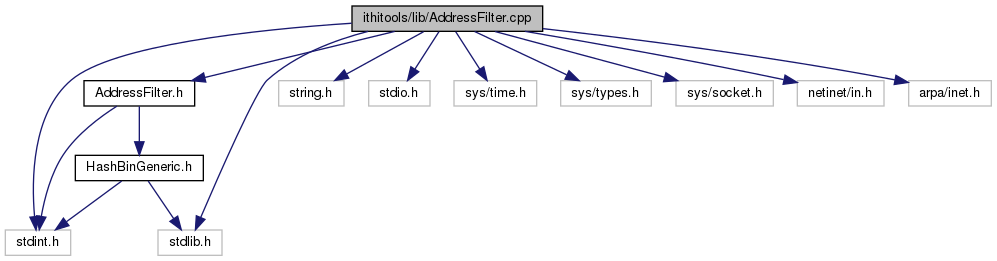 ithitools/lib/AddressFilter.cpp
AddressFilter.h
string.h
stdio.h
sys/time.h
sys/types.h
sys/socket.h
netinet/in.h
arpa/inet.h
HashBinGeneric.h
stdint.h
stdlib.h